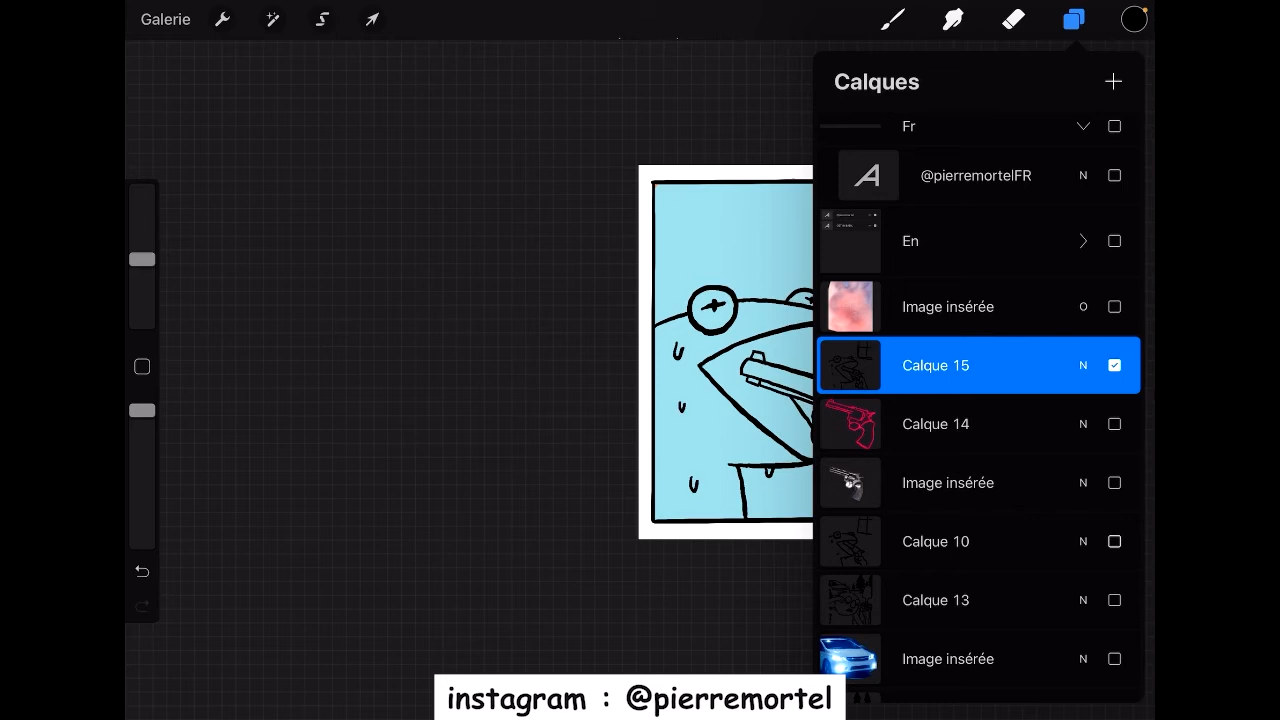 Galerie
Calques
Fr
@pierremortelFR N
En
Image insérée O
Calque 15 N
Calque 14 N
Image insérée N
Calque 10 N
Calque 13 N
Image insérée N
instagram : @pierremortel